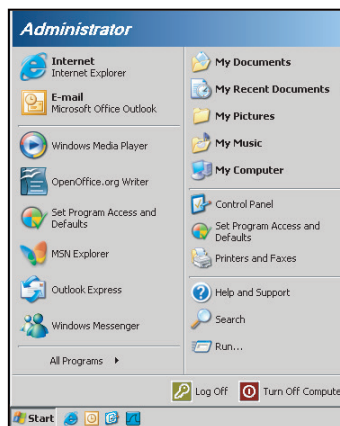 Administrator
Internet
Internet Explorer
E-mail
Microsoft Office Outlook
Windows Media Player
OpenOffice.org Writer
Set Program Access and
Defaults
MSN Explorer
Outlook Express
Windows Messenger
All Programs
My Documents
My Recent Documents
My Pictures
My Music
My Computer
Control Panel
Set Program Access and
Defaults
Printers and Faxes
Help and Support
Search
Run...
Log Off
Turn Off Compute
Start